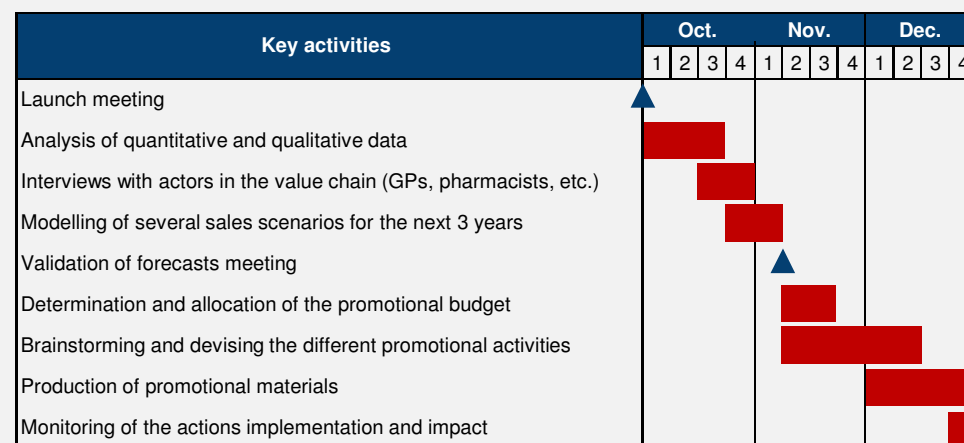 Key activities
Oct. Nov. Dec.
1 2 3 4 1 2 3 4 1 2 3 4
Launch meeting
Analysis of quantitative and qualitative data
Interviews with actors in the value chain (GPs, pharmacists, etc.)
Modelling of several sales scenarios for the next 3 years
Validation of forecasts meeting
Determination and allocation of the promotional budget
Brainstorming and devising the different promotional activities
Production of promotional materials
Monitoring of the actions implementation and impact